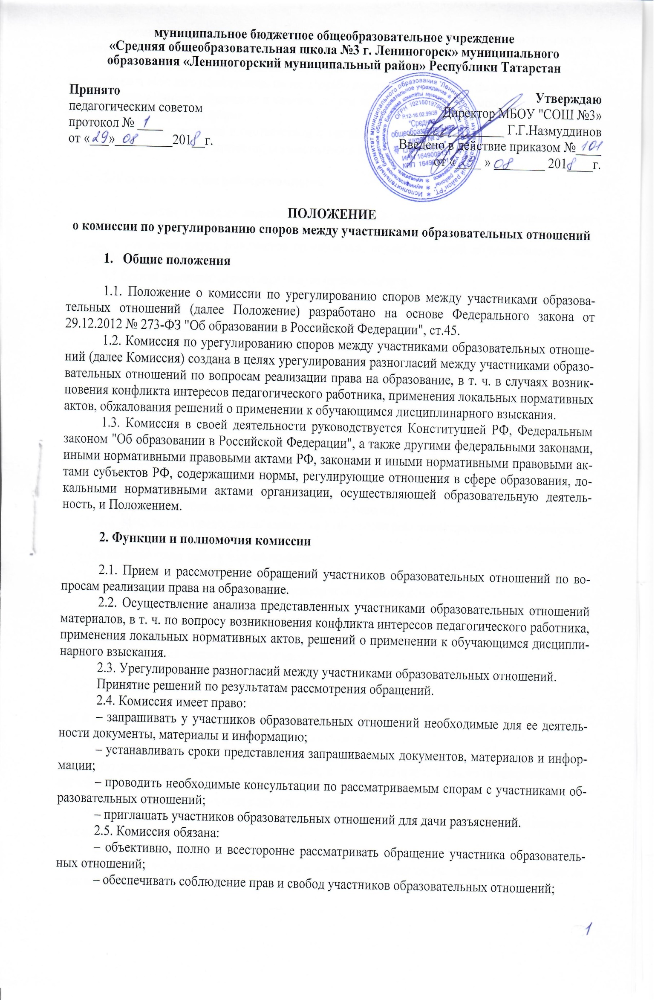 муниципальное бюджетное общеобразовательное учреждение
«Средняя общеобразовательная школа №3 г. Лениногорск» муниципального
образования «Лениногорский муниципальный район» Республики Татарстан
Принято
педагогическим советом
протокол № 1
от «29» 08 2018 г.
Утверждаю
Директор МБОУ "СОШ №3»
Г.Г.Назмуддинов
Введено в действие приказом № 101
от « » 08 2018 г.
"Средняя
общеобразовательная
школа № 3
ИНН 1649008131
КПП
ПОЛОЖЕНИЕ
о комиссии по урегулированию споров между участниками образовательных отношений
1. Общие положения
1.1. Положение о комиссии по урегулированию споров между участниками образова-
тельных отношений (далее Положение) разработано на основе Федерального закона от
29.12.2012 № 273-ФЗ "Об образовании в Российской Федерации", ст.45.
1.2. Комиссия по урегулированию споров между участниками образовательных отноше-
ний (далее Комиссия) создана в целях урегулирования разногласий между участниками образо-
вательных отношений по вопросам реализации права на образование, в т. ч. в случаях возник-
новения конфликта интересов педагогического работника, применения локальных нормативных
актов, обжалования решений о применении к обучающимся дисциплинарного взыскания.
1.3. Комиссия в своей деятельности руководствуется Конституцией РФ, Федеральным
законом "Об образовании в Российской Федерации", а также другими федеральными законами,
иными нормативными правовыми актами РФ, законами и иными нормативными правовыми ак-
тами субъектов РФ, содержащими нормы, регулирующие отношения в сфере образования, ло-
кальными нормативными актами организации, осуществляющей образовательную деятель-
ность, и Положением.
2. Функции и полномочия комиссии
2.1. Прием и рассмотрение обращений участников образовательных отношений по во-
просам реализации права на образование.
2.2. Осуществление анализа представленных участниками образовательных отношений
материалов, в т. ч. по вопросу возникновения конфликта интересов педагогического работника,
применения локальных нормативных актов, решений о применении к обучающимся дисципли-
нарного взыскания.
2.3. Урегулирование разногласий между участниками образовательных отношений.
Принятие решений по результатам рассмотрения обращений.
2.4. Комиссия имеет право:
– запрашивать у участников образовательных отношений необходимые для ее деятель-
ности документы, материалы и информацию;
– устанавливать сроки представления запрашиваемых документов, материалов и инфор-
мации;
– проводить необходимые консультации по рассматриваемым спорам с участниками об-
разовательных отношений;
– приглашать участников образовательных отношений для дачи разъяснений.
2.5. Комиссия обязана:
– объективно, полно и всесторонне рассматривать обращение участника образователь-
ных отношений;
– обеспечивать соблюдение прав и свобод участников образовательных отношений;
1